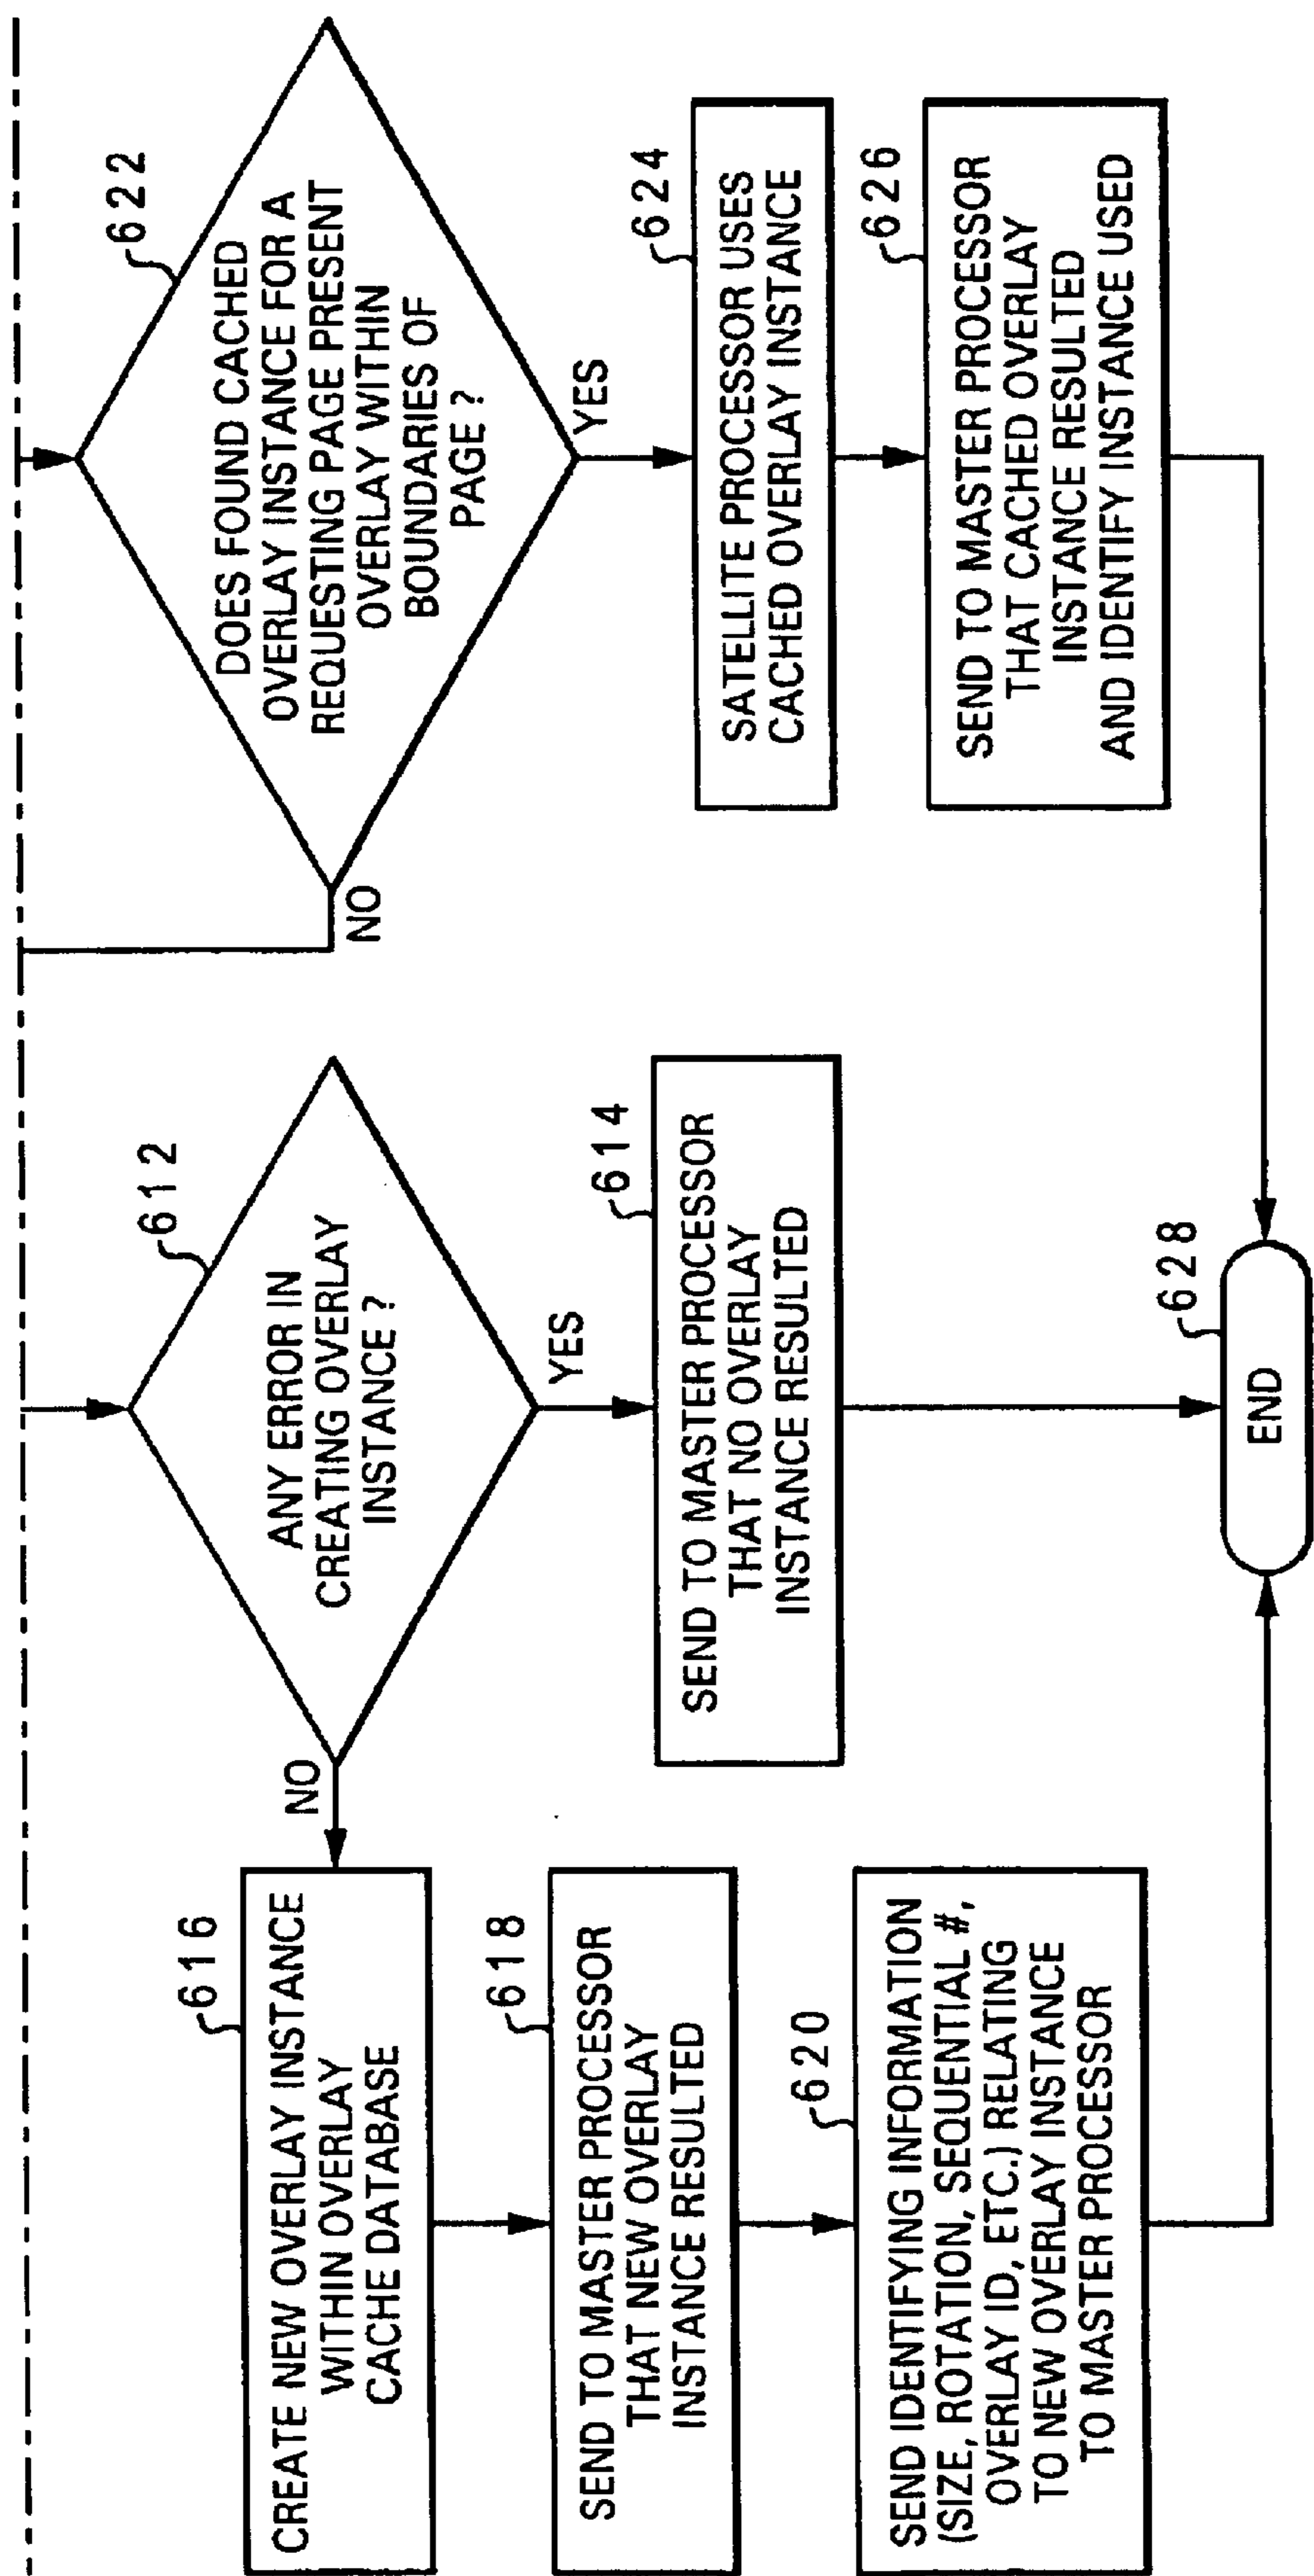 622
DOES FOUND CACHED
OVERLAY INSTANCE FOR A
REQUESTING PAGE PRESENT
OVERLAY WITHIN
BOUNDARIES OF
PAGE ?
NO
YES
624
SATELLITE PROCESSOR USES
CACHED OVERLAY INSTANCE
626
SEND TO MASTER PROCESSOR
THAT CACHED OVERLAY
INSTANCE RESULTED
AND IDENTIFY INSTANCE USED
612
ANY ERROR IN
CREATING OVERLAY
INSTANCE ?
NO
YES
614
SEND TO MASTER PROCESSOR
THAT NO OVERLAY
INSTANCE RESULTED
616
CREATE NEW OVERLAY INSTANCE
WITHIN OVERLAY
CACHE DATABASE
618
SEND TO MASTER PROCESSOR
THAT NEW OVERLAY
INSTANCE RESULTED
620
SEND IDENTIFYING INFORMATION
(SIZE, ROTATION, SEQUENTIAL #,
OVERLAY ID, ETC.) RELATING
TO NEW OVERLAY INSTANCE
TO MASTER PROCESSOR
628
END